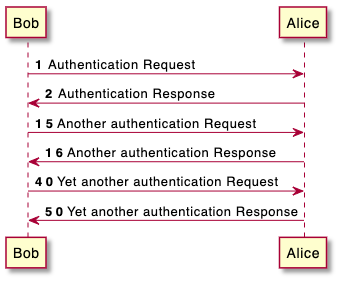 Bob Alice
1 Authentication Request
2 Authentication Response
15 Another authentication Request
16 Another authentication Response
40 Yet another authentication Request
50 Yet another authentication Response
Bob Alice